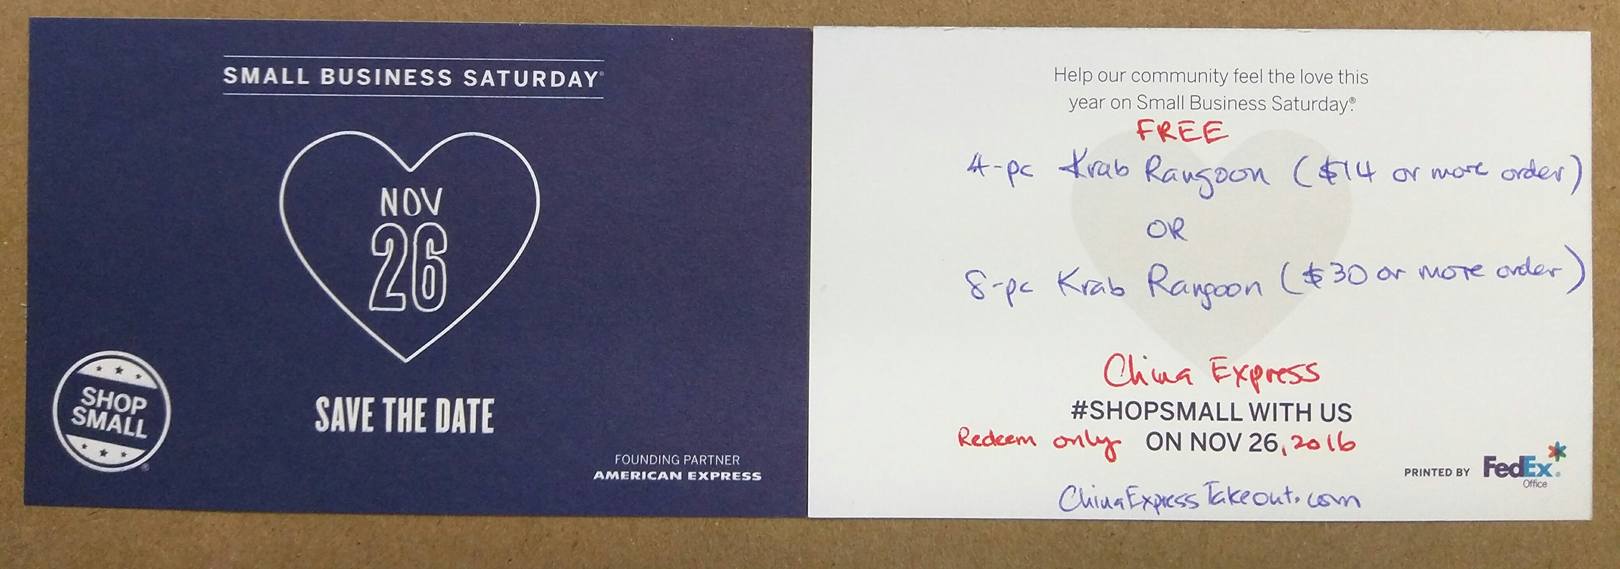 SMALL BUSINESS SATURDAY®
NOV
26
SHOP
SMALL
®
SAVE THE DATE
FOUNDING PARTNER
AMERICAN EXPRESS
Help our community feel the love this
year on Small Business Saturday®.
FREE
4-pc Krab Rangoon ($14 or more order)
OR
8-pc Krab Rangoon ($30 or more order)
China Express
#SHOPSMALL WITH US
Redeem only ON NOV 26, 2016
PRINTED BY FedEx®
Office
ChinaExpressTakeout.com